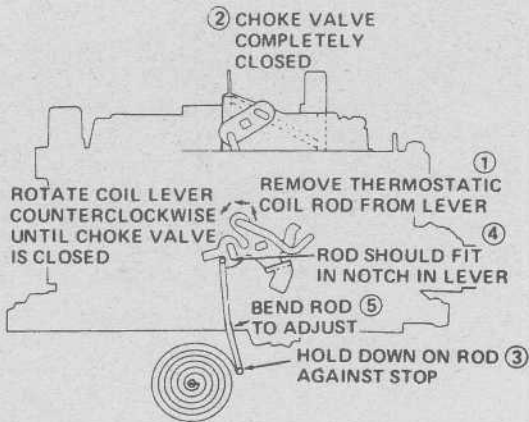 ② CHOKE VALVE
COMPLETELY
CLOSED
①
REMOVE THERMOSTATIC
COIL ROD FROM LEVER
ROTATE COIL LEVER
COUNTERCLOCKWISE
UNTIL CHOKE VALVE
IS CLOSED
④
ROD SHOULD FIT
IN NOTCH IN LEVER
BEND ROD ⑤
TO ADJUST
HOLD DOWN ON ROD ③
AGAINST STOP